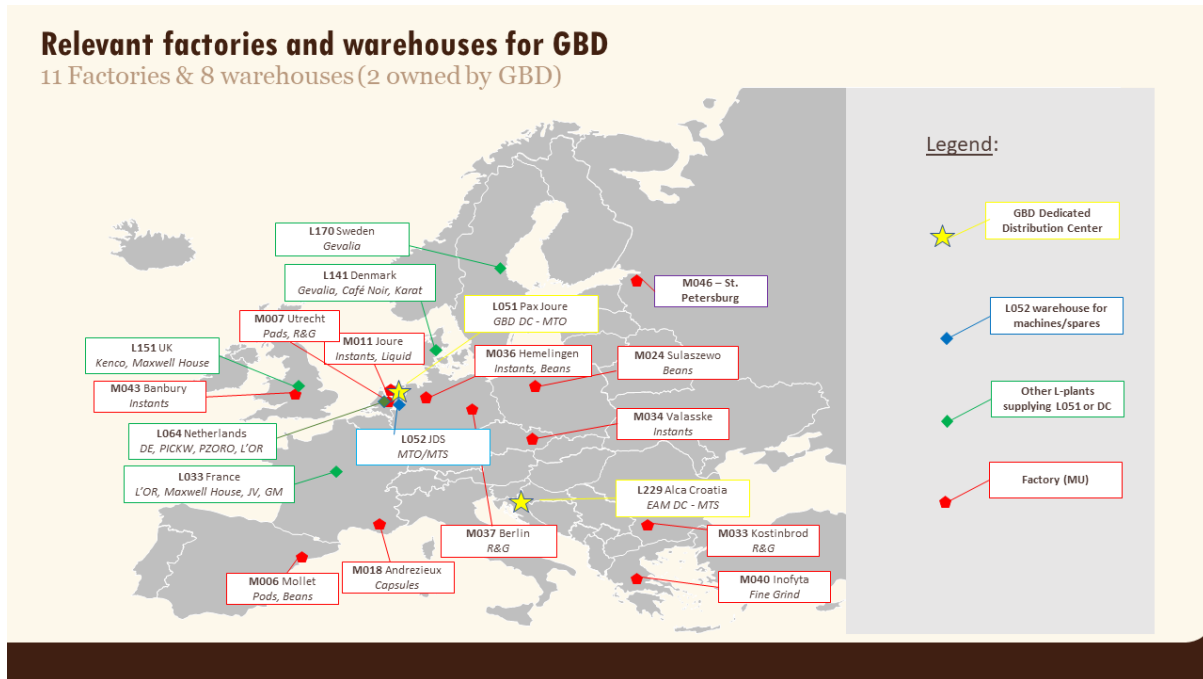 Relevant factories and warehouses for GBD
11 Factories & 8 warehouses (2 owned by GBD)
Legend:
GBD Dedicated
Distribution Center
L052 warehouse for
machines/spares
Other L-plants
supplying L051 or DC
Factory (MU)
L170 Sweden
Gevalia
L141 Denmark
Gevalia, Café Noir, Karat
M046 – St.
Petersburg
L051 Pax Joure
GBD DC - MTO
M007 Utrecht
Pads, R&G
M011 Joure
Instants, Liquid
L151 UK
Kenco, Maxwell House
M036 Hemelingen
Instants, Beans
M024 Sulaszewo
Beans
M043 Banbury
Instants
M034 Valasske
Instants
L064 Netherlands
DE, PICKW, PZORO, L'OR
L052 JDS
MTO/MTS
L033 France
L'OR, Maxwell House, JV, GM
L229 Alca Croatia
EAM DC - MTS
M037 Berlin
R&G
M033 Kostinbrod
R&G
M018 Andrezieux
Capsules
M006 Mollet
Pods, Beans
M040 Inofyta
Fine Grind